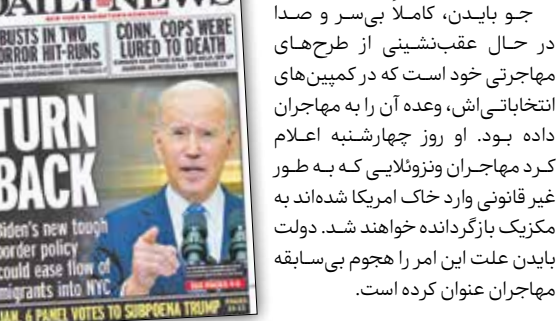 DAILY NEWS
BUSTS IN TWO
HORROR HIT-RUNS
CONN. COPS WERE
LURED TO DEATH
TURN
BACK
Biden's new tough
border policy
could ease flow of
migrants into NYC
JAN. 6 PANEL VOTES TO SUBPOENA TRUMP
جو بایدن، کاملاً بی‌سر و صدا
در حال عقب‌نشینی از طرح‌های
مهاجرتی خود است که در کمپین‌های
انتخاباتی‌اش، وعده آن را به مهاجران
داده بود. او روز چهارشنبه اعلام
کرد مهاجران ونزوئلایی که به طور
غیر قانونی وارد خاک امریکا شده‌اند به
مکزیک بازگردانده خواهند شد. دولت
بایدن علت این امر را هجوم بی‌سابقه
مهاجران عنوان کرده است.